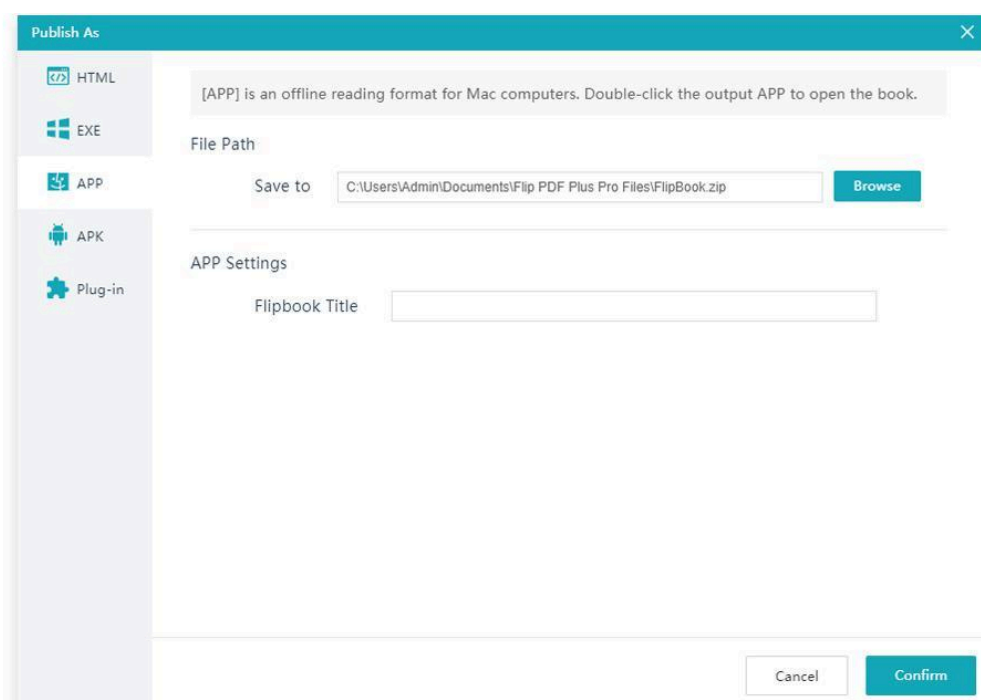 Publish As
HTML
EXE
APP
APK
Plug-in
[APP] is an offline reading format for Mac computers. Double-click the output APP to open the book.
File Path
Save to C:\Users\Admin\Documents\Flip PDF Plus Pro Files\FlipBook.zip Browse
APP Settings
Flipbook Title
Cancel Confirm